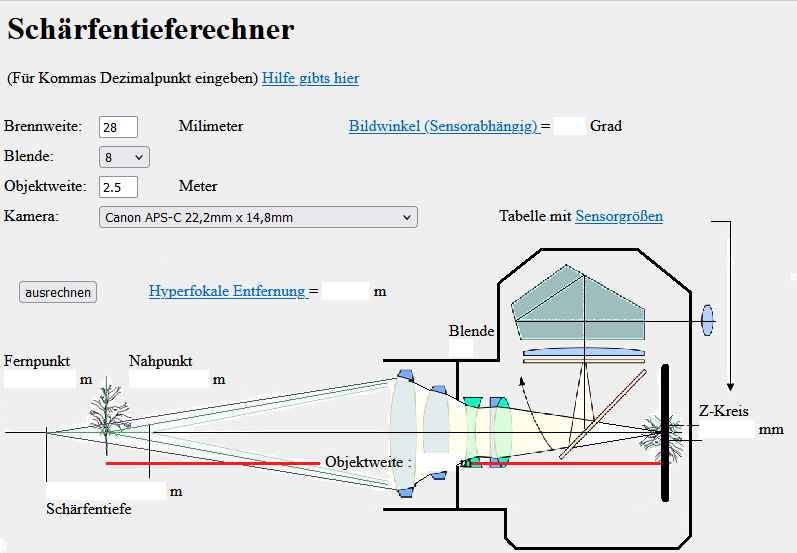 Schärfentieferechner
(Für Kommas Dezimalpunkt eingeben) Hilfe gibts hier
Brennweite: 28 Milimeter Bildwinkel (Sensorabhängig) = Grad
Blende: 8
Objektweite: 2.5 Meter
Kamera: Canon APS-C 22,2mm x 14,8mm Tabelle mit Sensorgrößen
ausrechnen Hyperfokale Entfernung = m
Blende
Fernpunkt Nahpunkt
m m
Z-Kreis
mm
Objektweite : m
m
Schärfentiefe